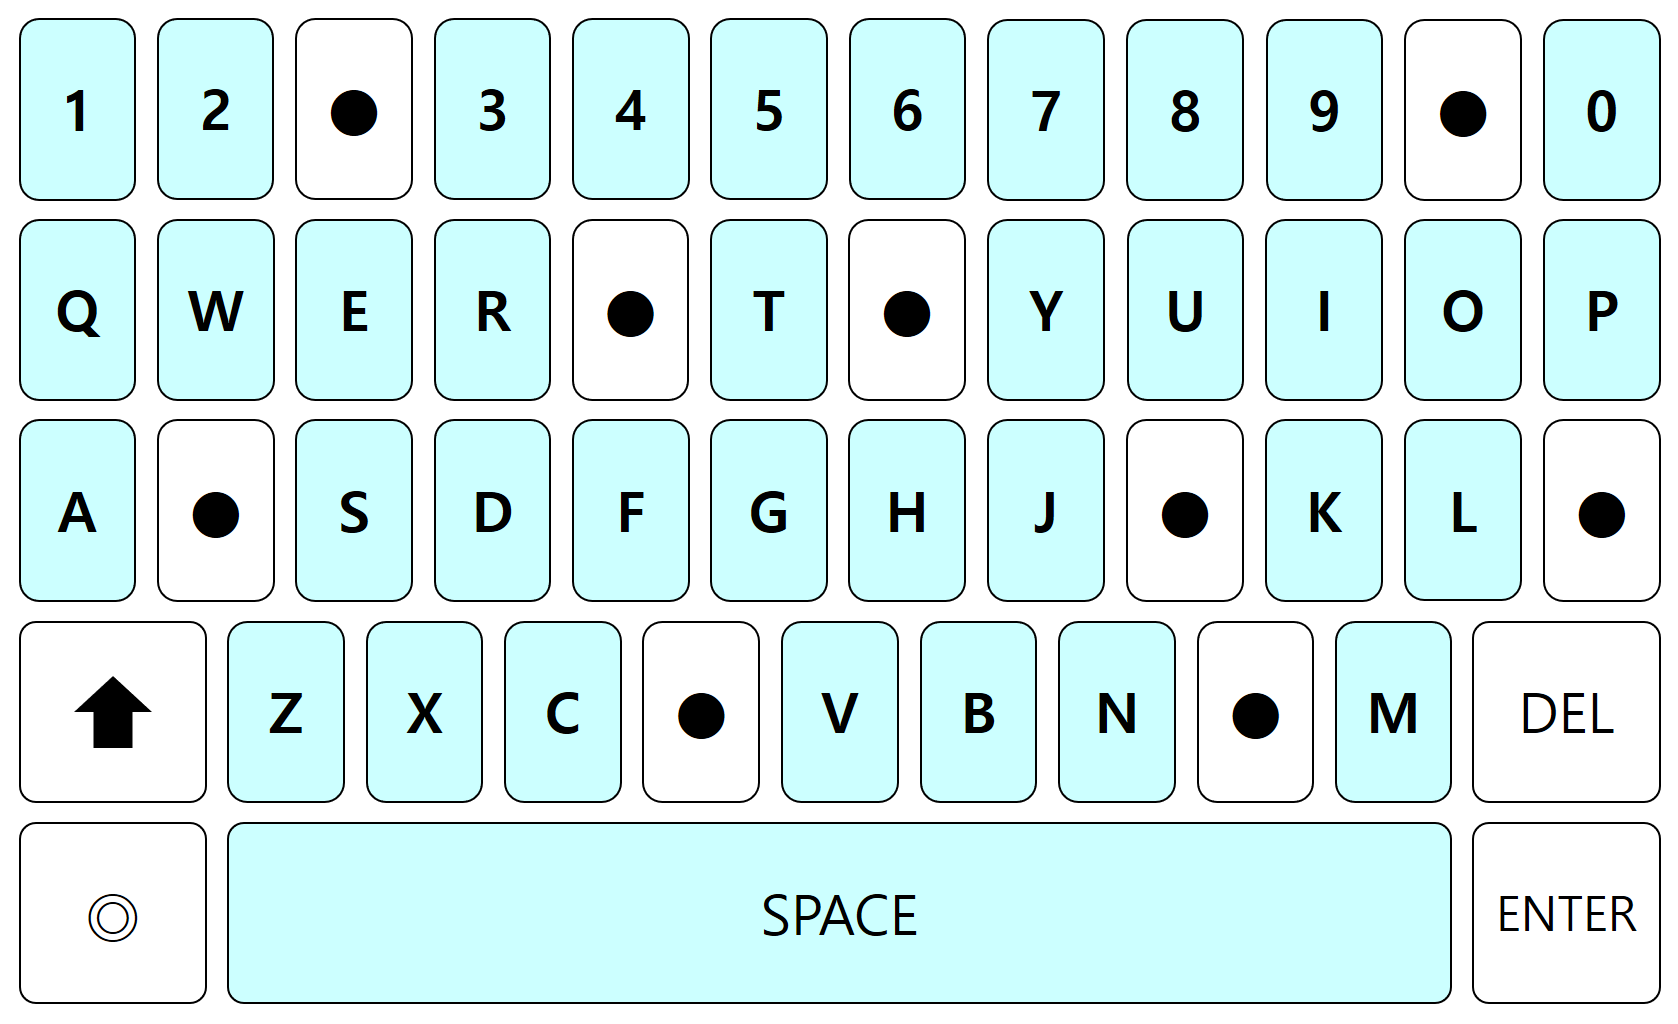 1 2 ● 3 4 5 6 7 8 9 ● 0
Q W E R ● T ● Y U I O P
A ● S D F G H J ● K L ●
Z X C ● V B N ● M DEL
◎ SPACE ENTER